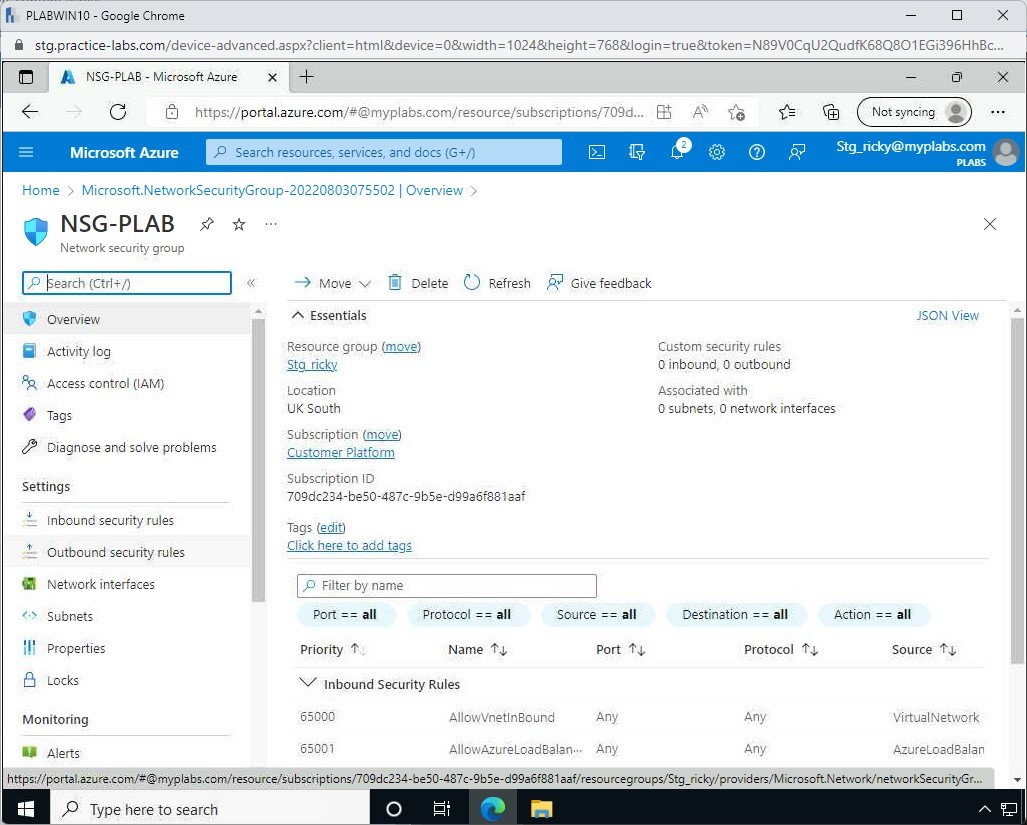 PLABWIN10 - Google Chrome
stg.practice-labs.com/device-advanced.aspx?client=html&device=0&width=1024&height=768&login=true&token=N89V0CqU2QudfK68Q8O1EGi396HhBc...
NSG-PLAB - Microsoft Azure
https://portal.azure.com/#@myplabs.com/resource/subscriptions/709d...
Not syncing
Microsoft Azure
Search resources, services, and docs (G+/)
2
Stg_ricky@myplabs.com
PLABS
Home > Microsoft.NetworkSecurityGroup-20220803075502 | Overview >
NSG-PLAB
Network security group
Search (Ctrl+/)
Move
Delete
Refresh
Give feedback
Overview
Activity log
Access control (IAM)
Tags
Diagnose and solve problems
Settings
Inbound security rules
Outbound security rules
Network interfaces
Subnets
Properties
Locks
Monitoring
Alerts
Essentials
JSON View
Resource group (move)
Stg_ricky
Location
UK South
Subscription (move)
Customer Platform
Subscription ID
709dc234-be50-487c-9b5e-d99a6f881aaf
Tags (edit)
Click here to add tags
Custom security rules
0 inbound, 0 outbound
Associated with
0 subnets, 0 network interfaces
Filter by name
Port == all
Protocol == all
Source == all
Destination == all
Action == all
Priority ↑↓ Name ↑↓ Port ↑↓ Protocol ↑↓ Source ↑↓
Inbound Security Rules
65000 AllowVnetInBound Any Any VirtualNetwork
65001 AllowAzureLoadBalan... Any Any AzureLoadBalan
https://portal.azure.com/#@myplabs.com/resource/subscriptions/709dc234-be50-487c-9b5e-d99a6f881aaf/resourcegroups/Stg_ricky/providers/Microsoft.Network/networkSecurityGr...
Type here to search